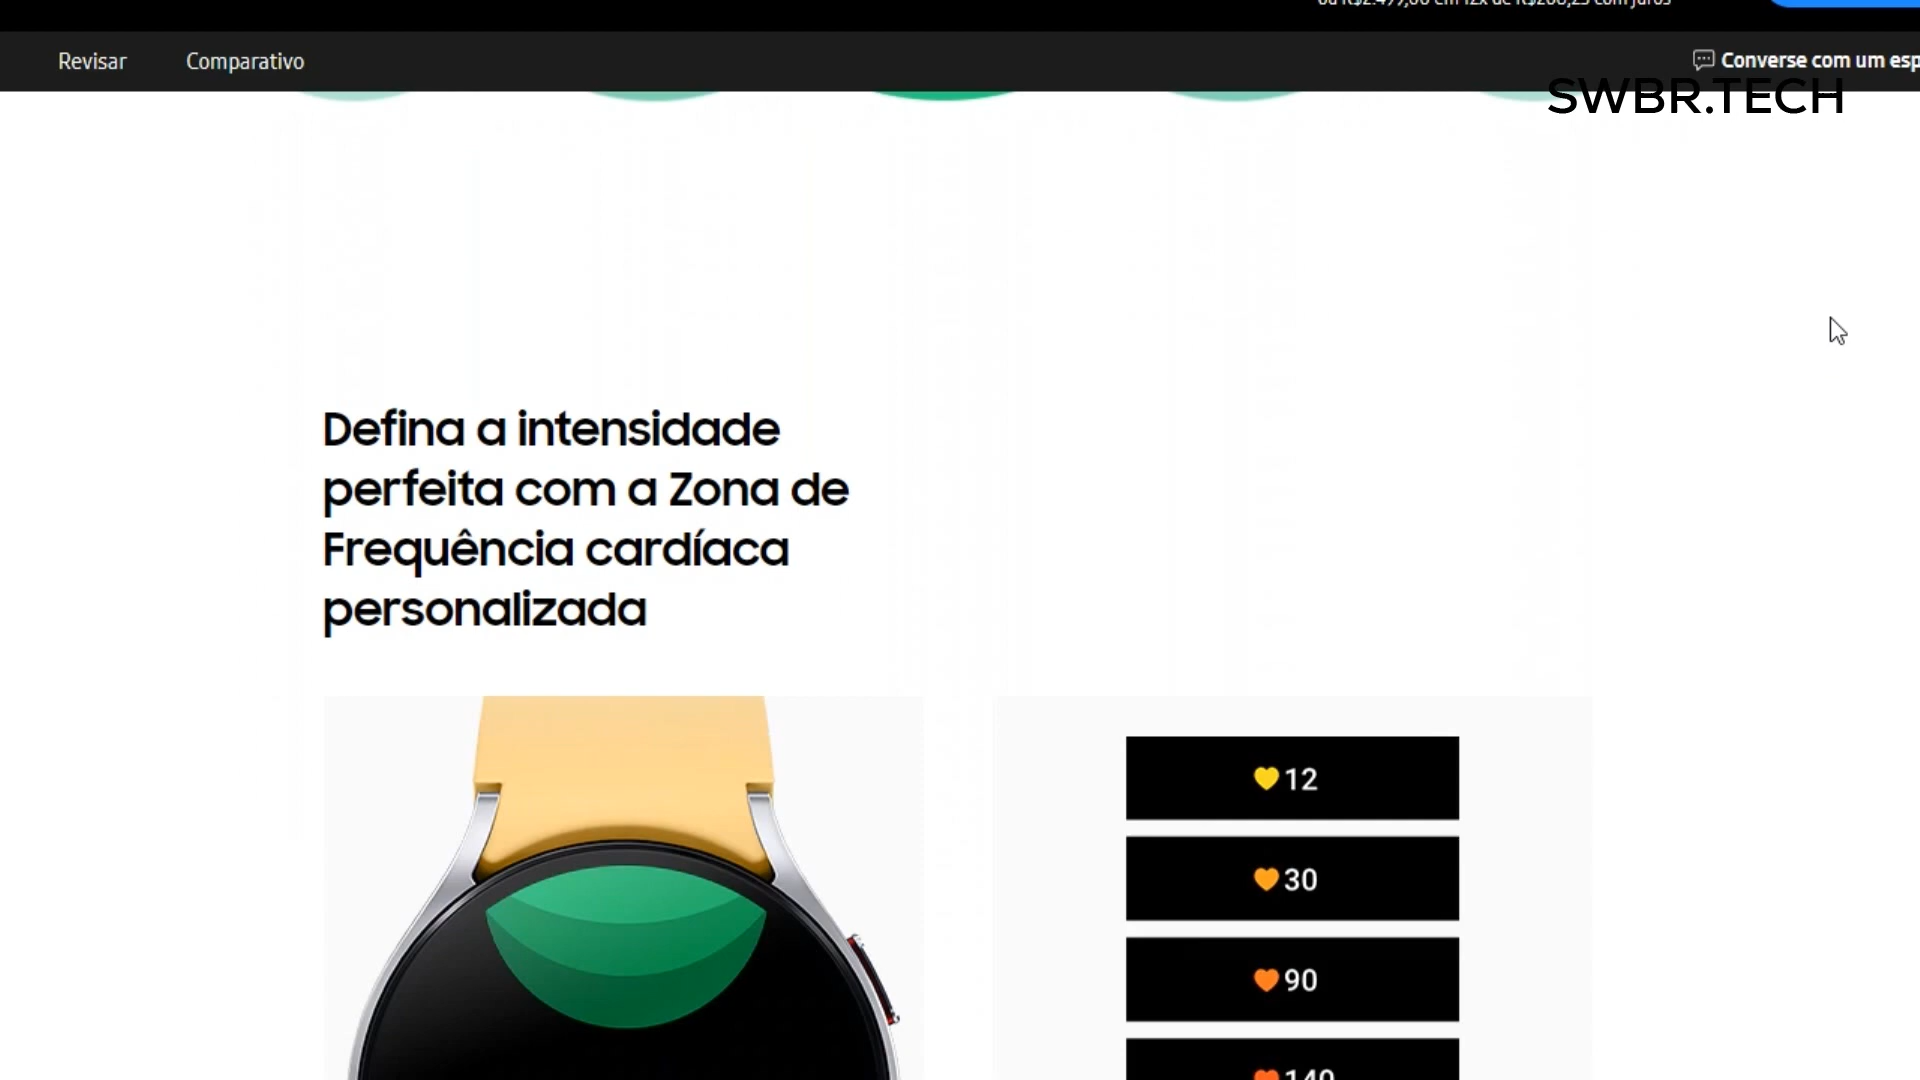 Revisar Comparativo
Converse com um esp
SWBR.TECH
Defina a intensidade
perfeita com a Zona de
Frequência cardíaca
personalizada
12
30
90
140